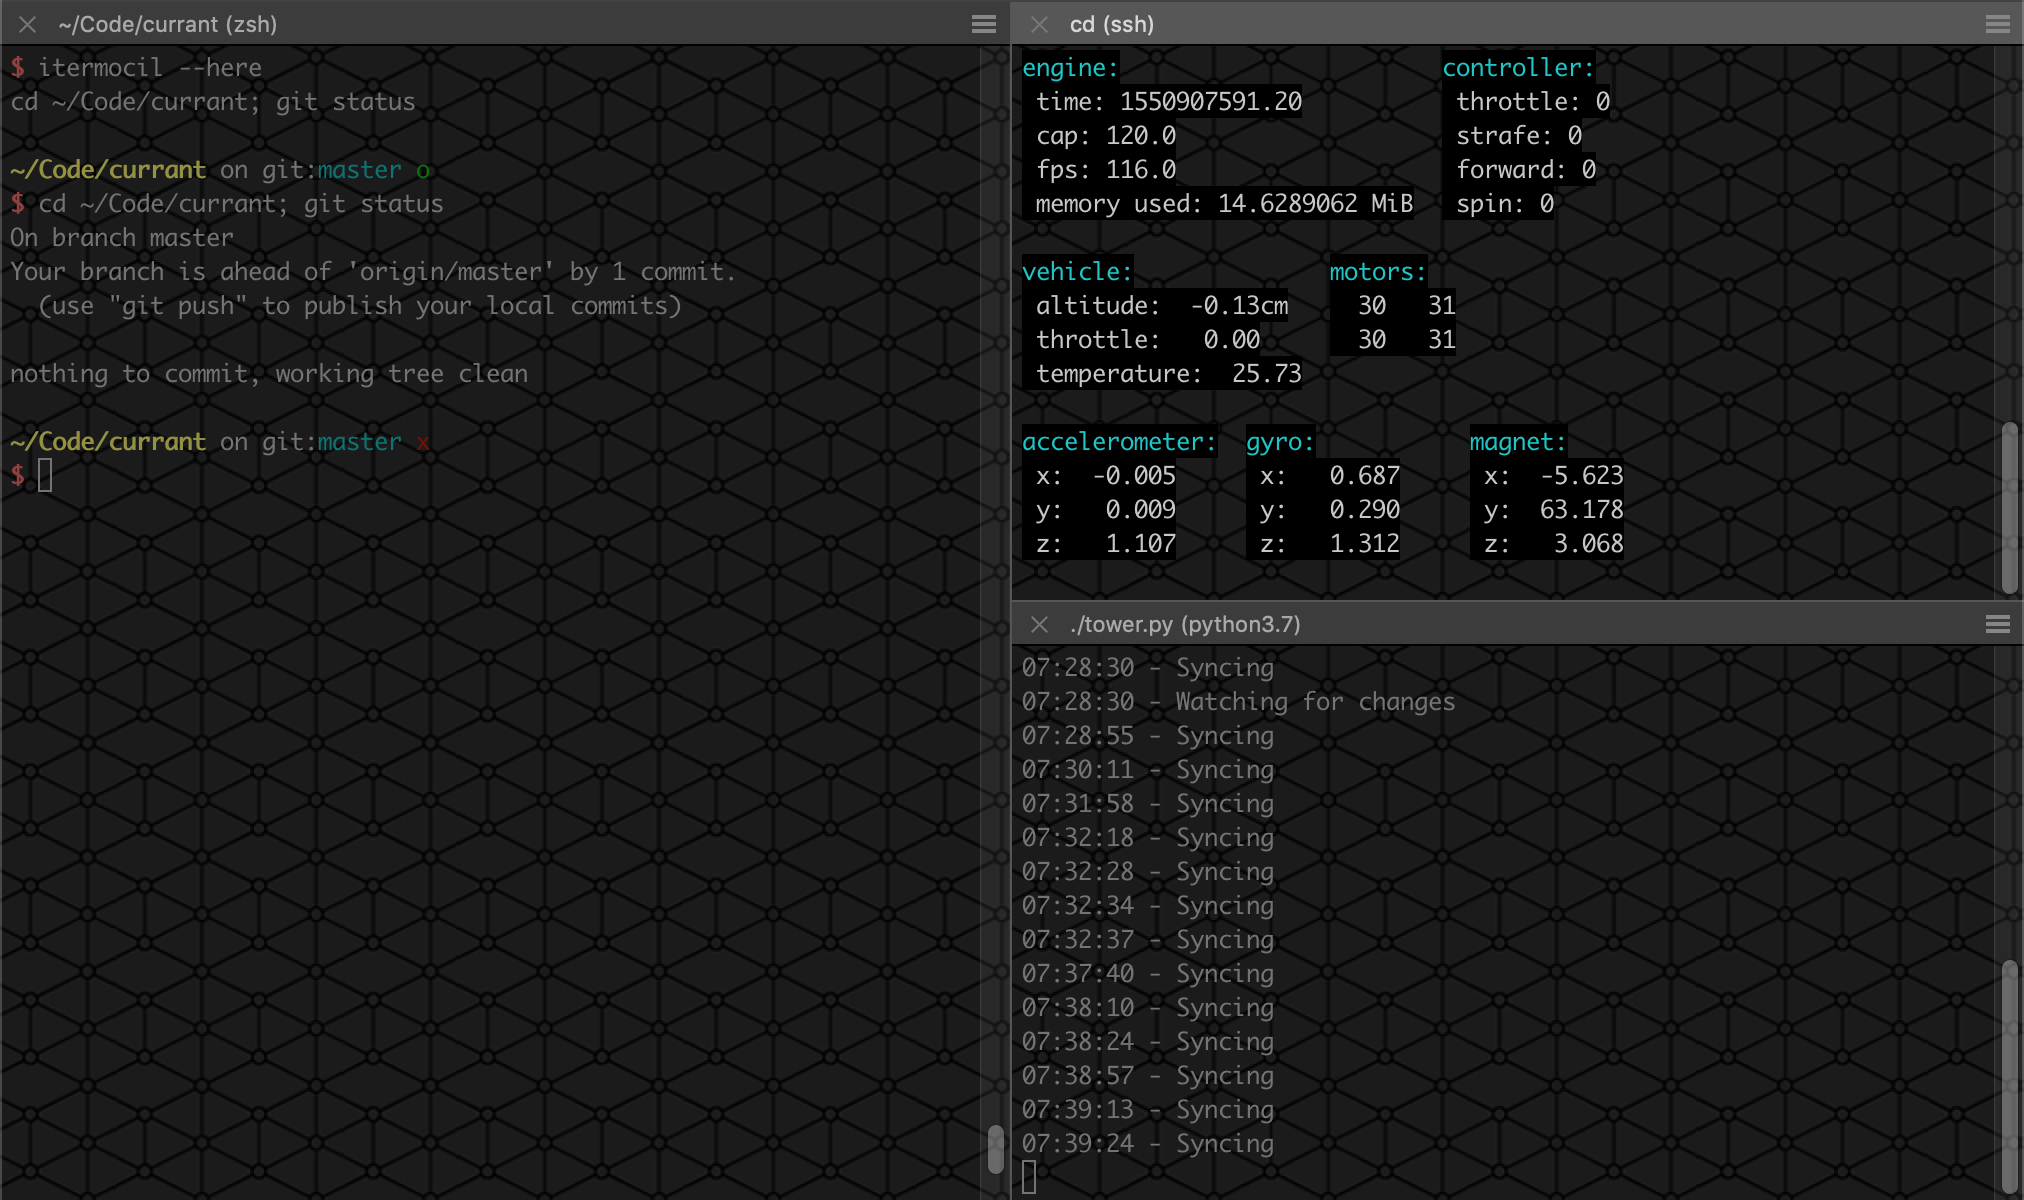 ~/Code/currant (zsh)
$ itermocil --here
cd ~/Code/currant; git status
~/Code/currant on git:master o
$ cd ~/Code/currant; git status
On branch master
Your branch is ahead of 'origin/master' by 1 commit.
(use "git push" to publish your local commits)
nothing to commit, working tree clean
~/Code/currant on git:master x
$
cd (ssh)
engine: controller:
time: 1550907591.20 throttle: 0
cap: 120.0 strafe: 0
fps: 116.0 forward: 0
memory used: 14.6289062 MiB spin: 0
vehicle: motors:
altitude: -0.13cm 30 31
throttle: 0.00 30 31
temperature: 25.73
accelerometer: gyro: magnet:
x: -0.005 x: 0.687 x: -5.623
y: 0.009 y: 0.290 y: 63.178
z: 1.107 z: 1.312 z: 3.068
./tower.py (python3.7)
07:28:30 - Syncing
07:28:30 - Watching for changes
07:28:55 - Syncing
07:30:11 - Syncing
07:31:58 - Syncing
07:32:18 - Syncing
07:32:28 - Syncing
07:32:34 - Syncing
07:32:37 - Syncing
07:37:40 - Syncing
07:38:10 - Syncing
07:38:24 - Syncing
07:38:57 - Syncing
07:39:13 - Syncing
07:39:24 - Syncing